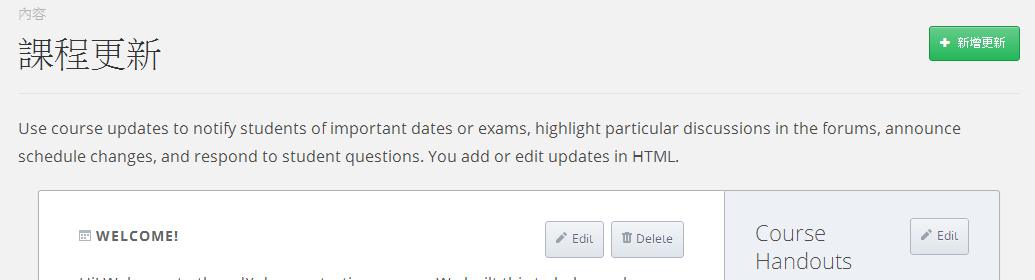 內容
課程更新
新增更新
Use course updates to notify students of important dates or exams, highlight particular discussions in the forums, announce
schedule changes, and respond to student questions. You add or edit updates in HTML.
WELCOME!
Edit
Delete
Course
Handouts
Edit